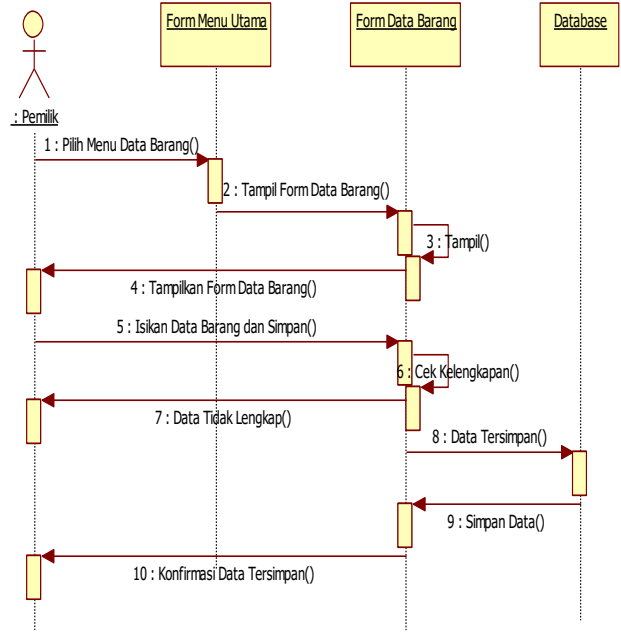 Form Menu Utama
Form Data Barang
Database
: Pemilik
1 : Pilih Menu Data Barang()
2 : Tampil Form Data Barang()
3 : Tampil()
4 : Tampilkan Form Data Barang()
5 : Isikan Data Barang dan Simpan()
6 : Cek Kelengkapan()
7 : Data Tidak Lengkap()
8 : Data Tersimpan()
9 : Simpan Data()
10 : Konfirmasi Data Tersimpan()